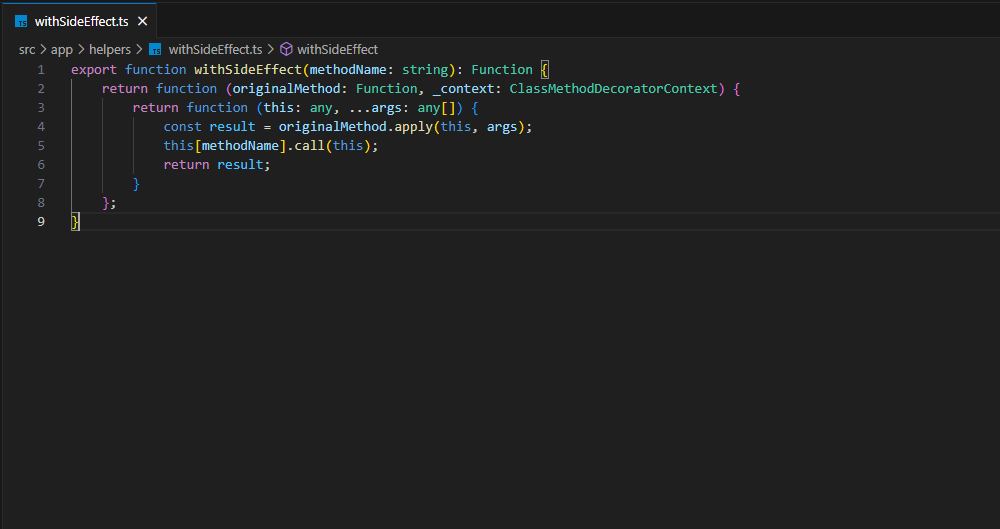 TS withSideEffect.ts ×
src > app > helpers > TS withSideEffect.ts > withSideEffect
1 export function withSideEffect(methodName: string): Function {
2     return function (originalMethod: Function, _context: ClassMethodDecoratorContext) {
3         return function (this: any, ...args: any[]) {
4             const result = originalMethod.apply(this, args);
5             this[methodName].call(this);
6             return result;
7         }
8     };
9 }